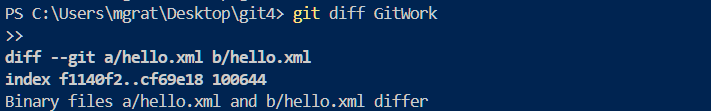 PS C:\Users\mgrat\Desktop\git4> git diff GitWork
>>
diff --git a/hello.xml b/hello.xml
index f1140f2..cf69e18 100644
Binary files a/hello.xml and b/hello.xml differ